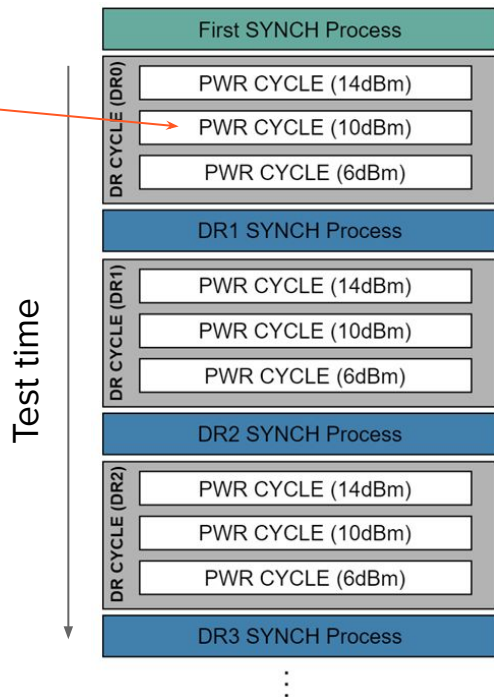 First SYNCH Process
DR CYCLE (DR0)
PWR CYCLE (14dBm)
PWR CYCLE (10dBm)
PWR CYCLE (6dBm)
DR1 SYNCH Process
DR CYCLE (DR1)
PWR CYCLE (14dBm)
PWR CYCLE (10dBm)
PWR CYCLE (6dBm)
Test time
DR2 SYNCH Process
DR CYCLE (DR2)
PWR CYCLE (14dBm)
PWR CYCLE (10dBm)
PWR CYCLE (6dBm)
DR3 SYNCH Process
⋮